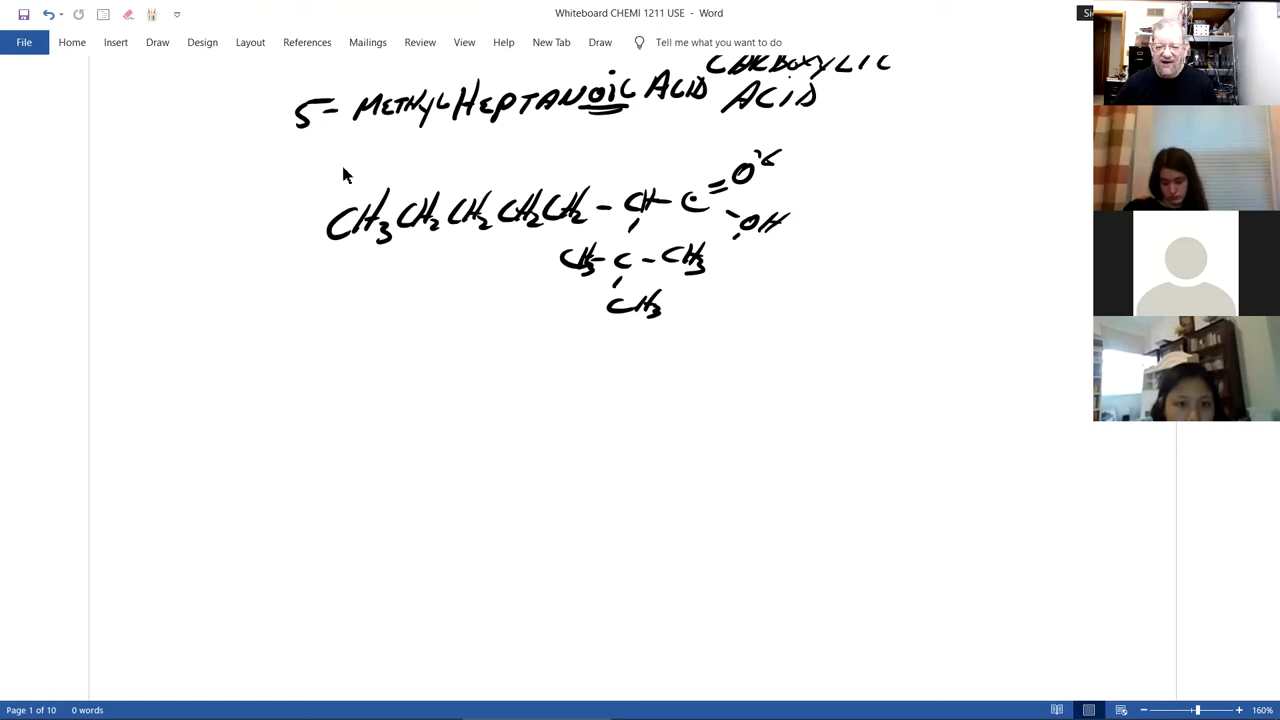 Whiteboard CHEMI 1211 USE - Word
Si
File Home Insert Draw Design Layout References Mailings Review View Help New Tab Draw Tell me what you want to do
CARBOXYLIC
5- METHYLHEPTANOIC ACID ACID
O
CH3CH2CH2CH2CH2 - CH - C =
OH
CH3 - C - CH3
CH3
Page 1 of 10 0 words 160%